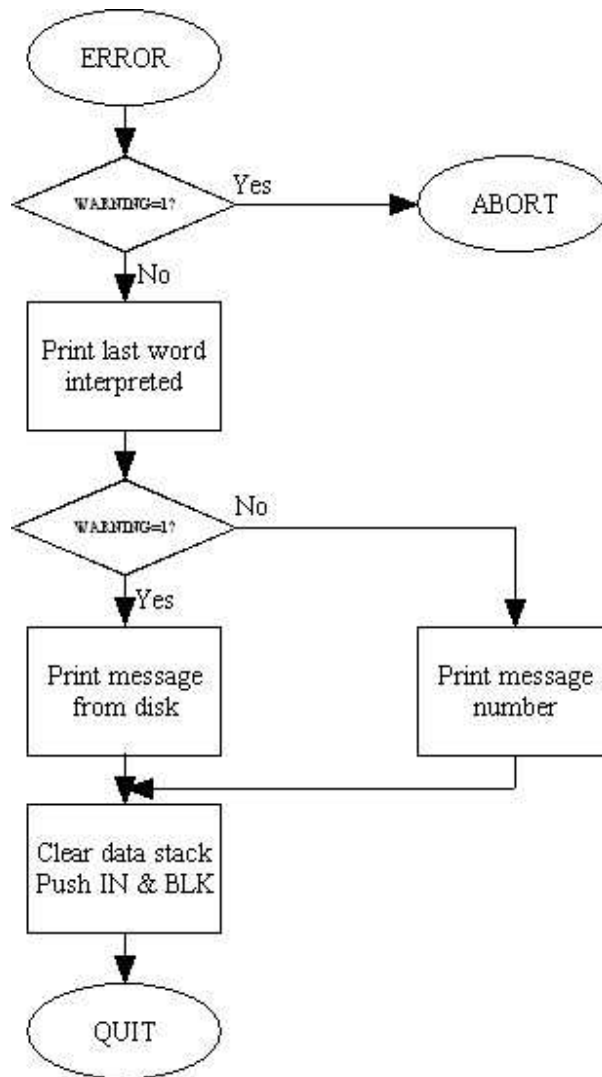 ERROR
WARNING=1?
Yes
ABORT
No
Print last word
interpreted
WARNING=1?
No
Yes
Print message
from disk
Print message
number
Clear data stack
Push IN & BLK
QUIT